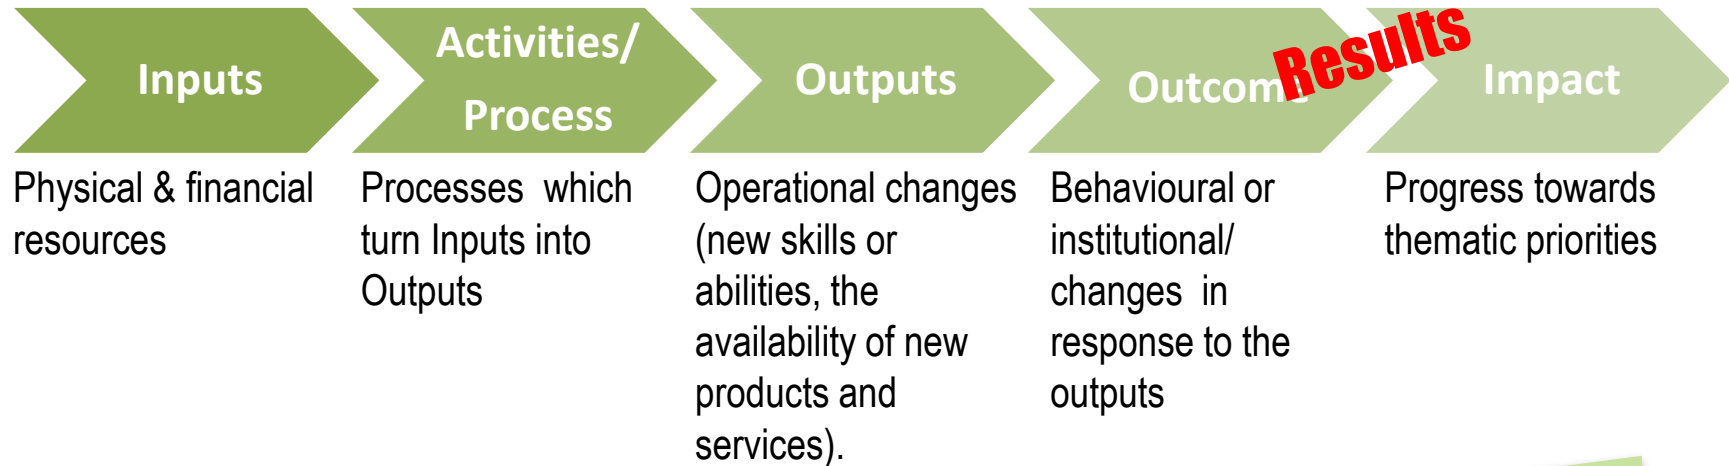 Inputs
Activities/
Process
Outputs
Outcome
Results
Impact
Physical & financial
resources
Processes which
turn Inputs into
Outputs
Operational changes
(new skills or
abilities, the
availability of new
products and
services).
Behavioural or
institutional/
changes in
response to the
outputs
Progress towards
thematic priorities